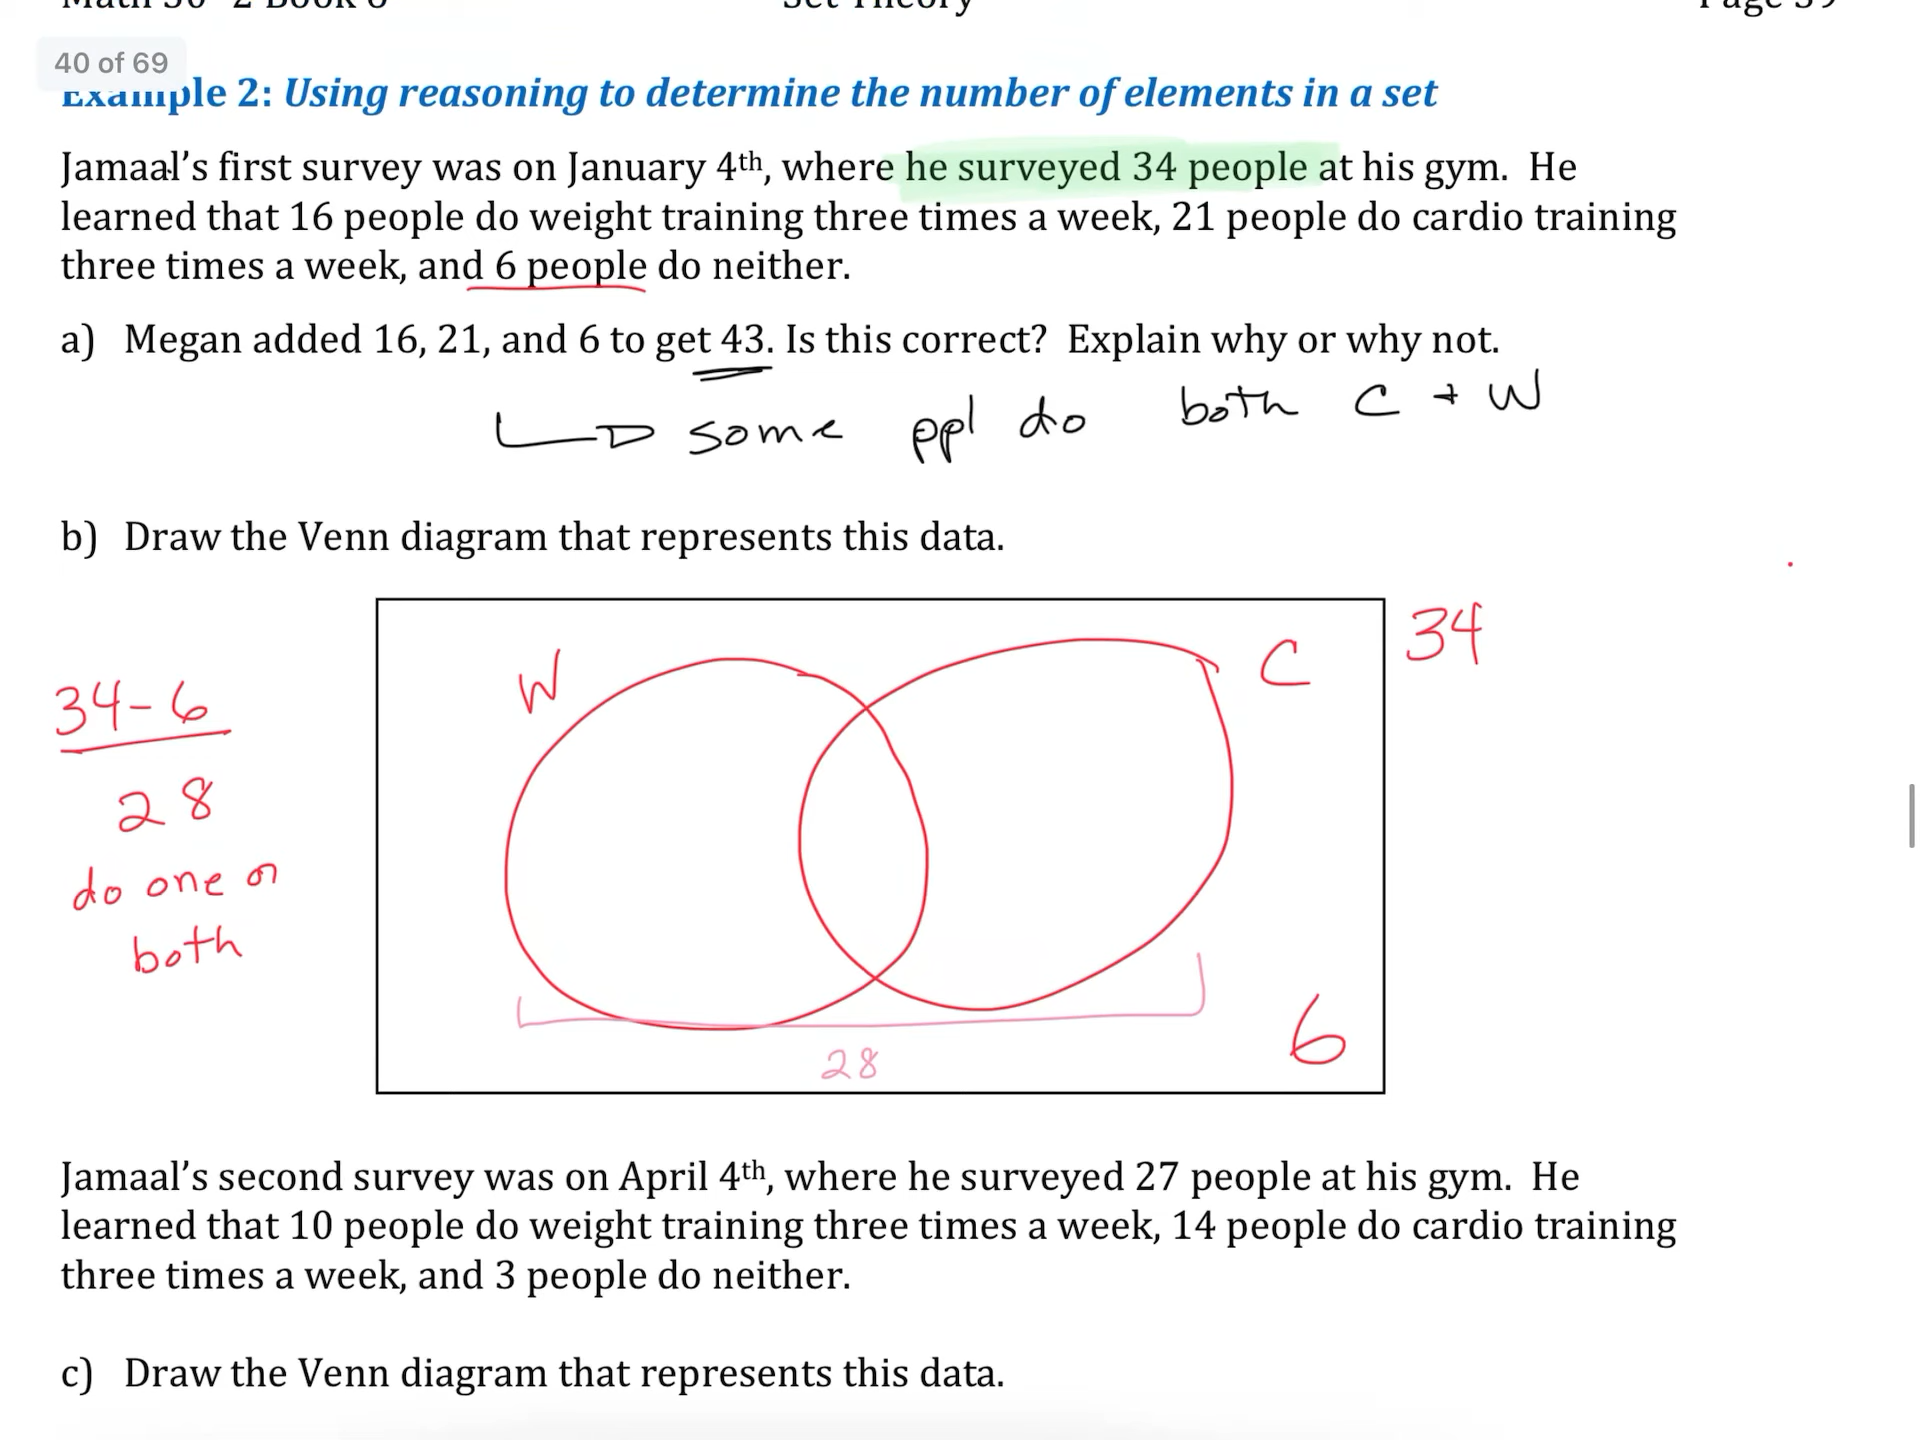 40 of 69
Example 2: Using reasoning to determine the number of elements in a set
Jamaal's first survey was on January 4th, where he surveyed 34 people at his gym. He
learned that 16 people do weight training three times a week, 21 people do cardio training
three times a week, and 6 people do neither.
a) Megan added 16, 21, and 6 to get 43. Is this correct? Explain why or why not.
some ppl do both C + W
b) Draw the Venn diagram that represents this data.
34
W
C
34-6
28
do one or
both
6
28
Jamaal's second survey was on April 4th, where he surveyed 27 people at his gym. He
learned that 10 people do weight training three times a week, 14 people do cardio training
three times a week, and 3 people do neither.
c) Draw the Venn diagram that represents this data.